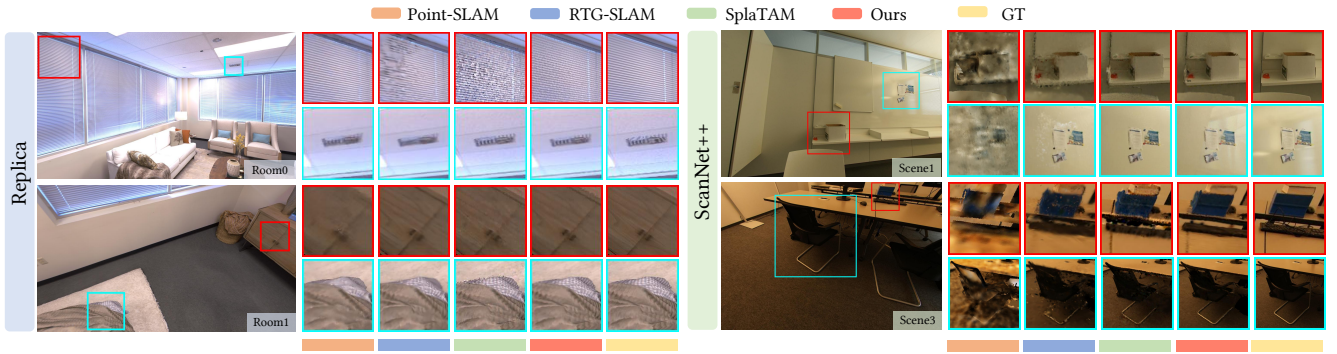 Point-SLAM RTG-SLAM SplaTAM Ours GT
Replica
Room0
Room1
ScanNet++
Scene1
Scene3